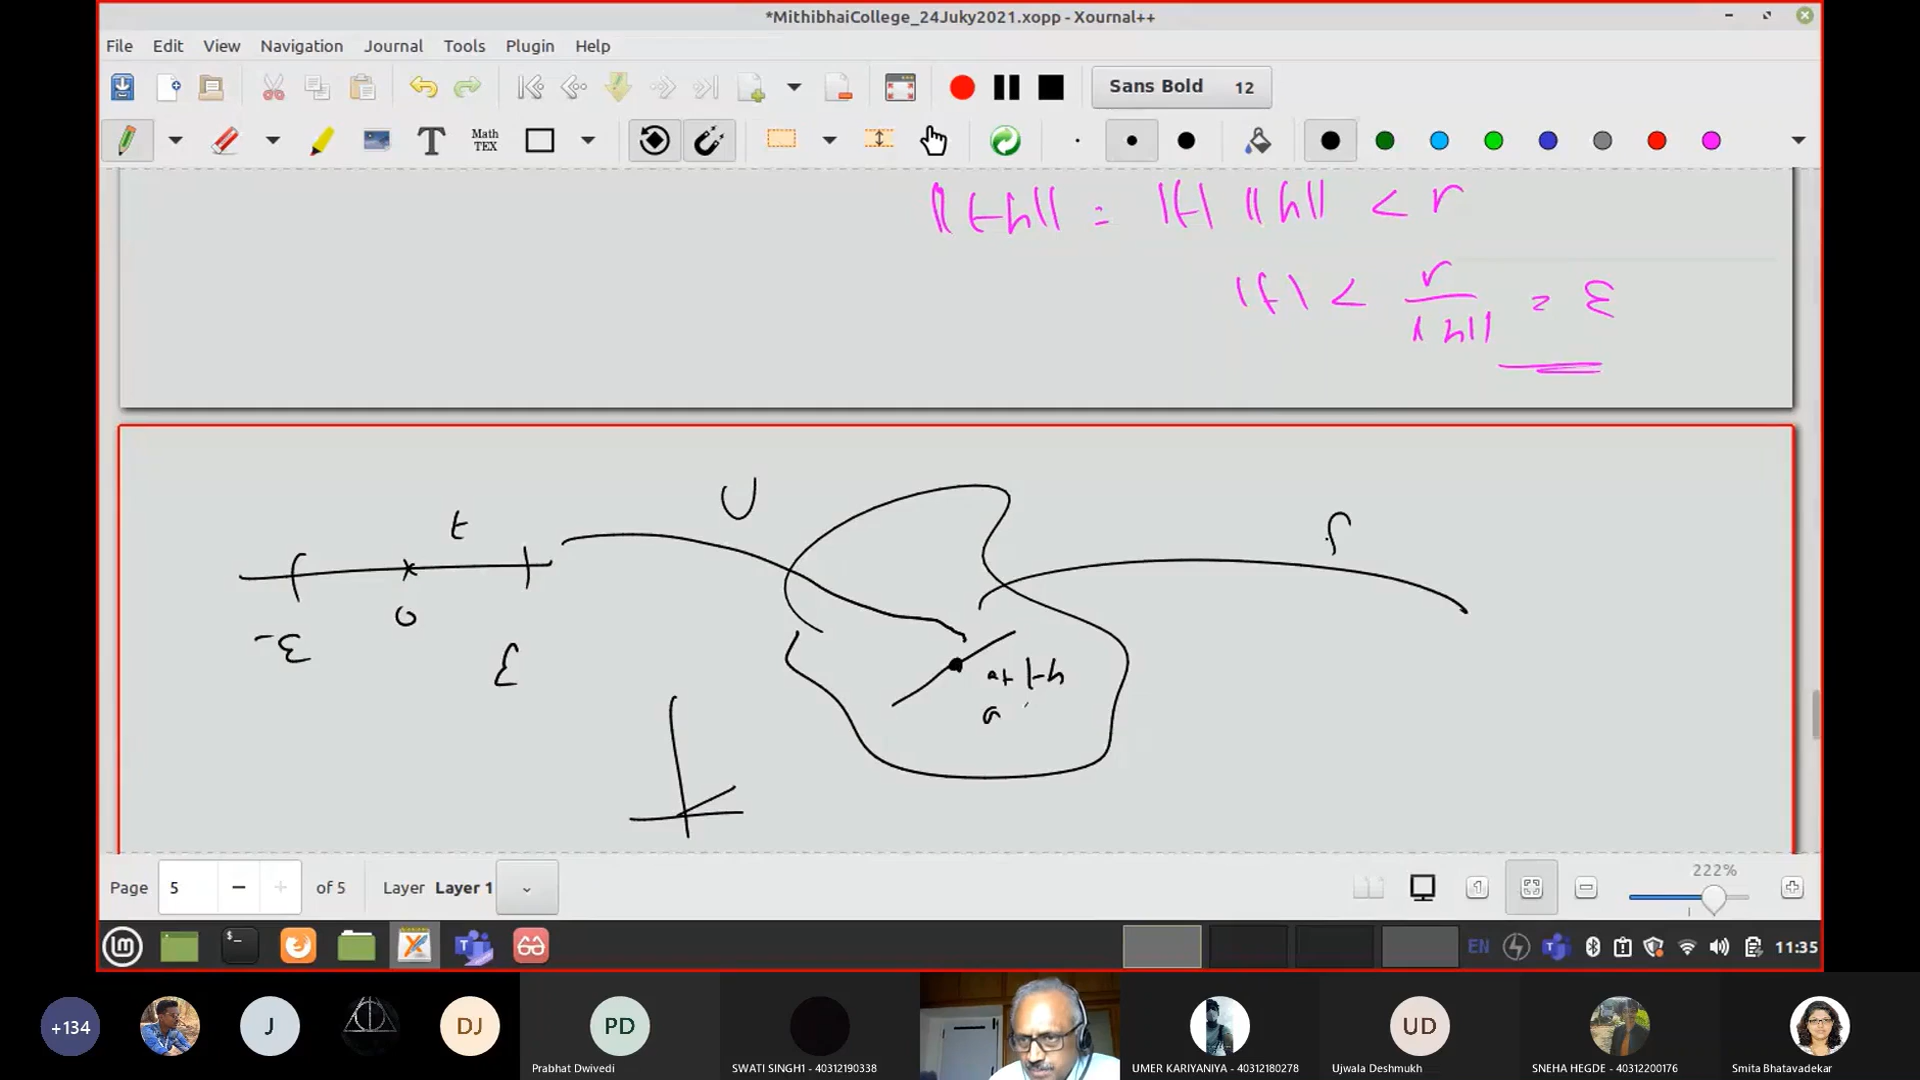 *MithibhaiCollege_24Juky2021.xopp - Xournal++
File Edit View Navigation Journal Tools Plugin Help
Sans Bold 12
T Math TEX
||th|| = |t| ||h|| < r
|t| < r / ||h|| = ε
U
t
f
0
-ε
ε
a+th
a
Page 5 of 5 Layer Layer 1
222%
EN 11:35
+134
J
DJ
PD
UD
Prabhat Dwivedi
SWATI SINGH1 - 40312190338
UMER KARIYANIYA - 40312180278
Ujwala Deshmukh
SNEHA HEGDE - 40312200176
Smita Bhatavadekar